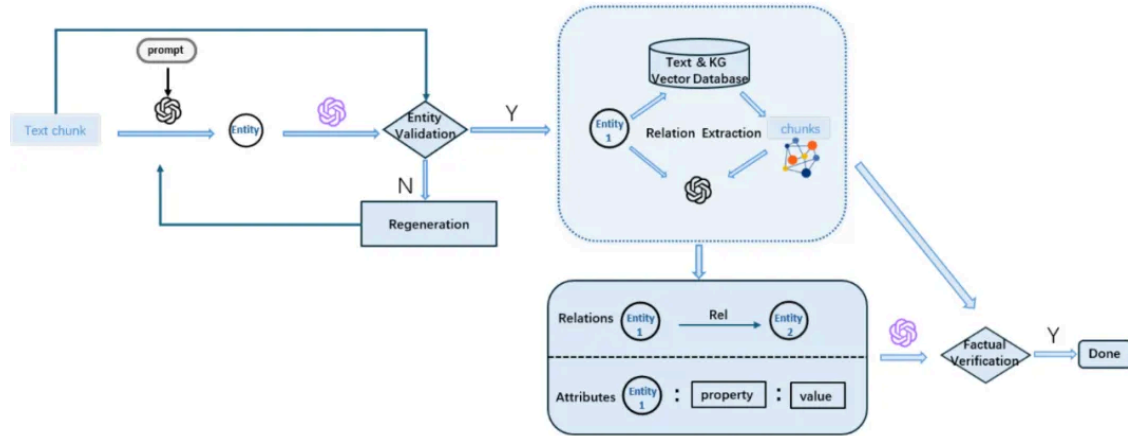 prompt
Text & KG
Vector Database
Text chunk
Entity
Entity
Validation
Y
Entity
1
Relation Extraction
chunks
N
Regeneration
Relations
Entity
1
Rel
Entity
2
Factual
Verification
Y
Done
Attributes
Entity
1
:
property
:
value